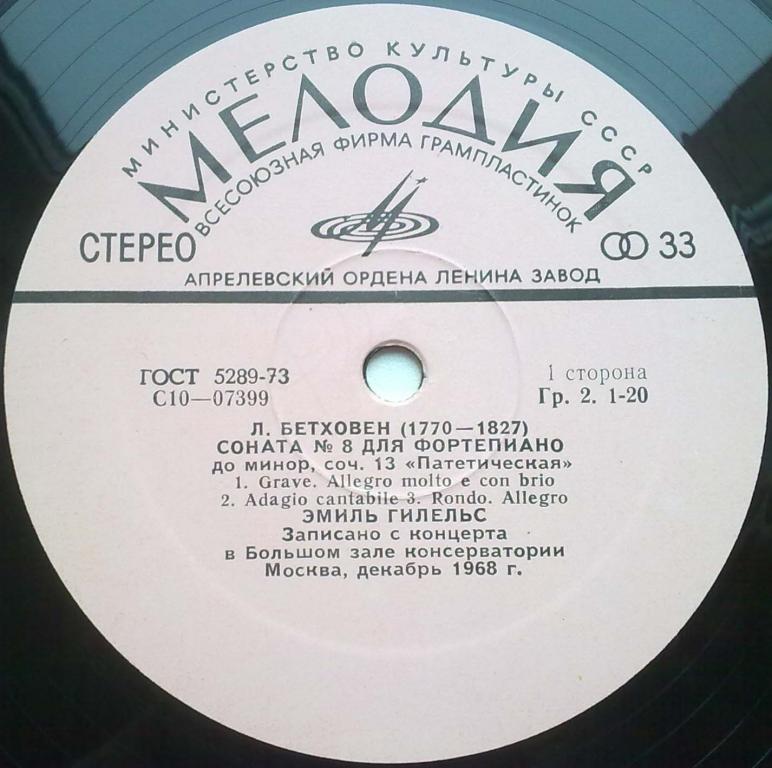 МИНИСТЕРСТВО КУЛЬТУРЫ СССР
МЕЛОДИЯ
ВСЕСОЮЗНАЯ ФИРМА ГРАМПЛАСТИНОК
СТЕРЕО
33
АПРЕЛЕВСКИЙ ОРДЕНА ЛЕНИНА ЗАВОД
ГОСТ 5289-73
С10—07399
1 сторона
Гр. 2. 1-20
Л. БЕТХОВЕН (1770—1827)
СОНАТА № 8 ДЛЯ ФОРТЕПИАНО
до минор, соч. 13 «Патетическая»
1. Grave. Allegro molto e con brio
2. Adagio cantabile 3. Rondo. Allegro
ЭМИЛЬ ГИЛЕЛЬС
Записано с концерта
в Большом зале консерватории
Москва, декабрь 1968 г.